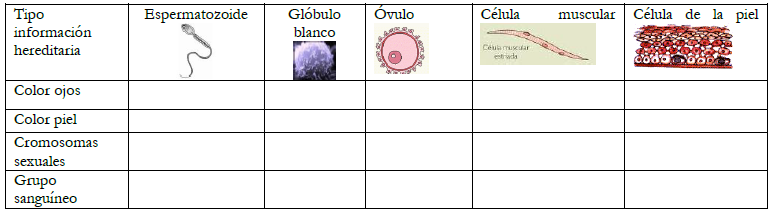 Tipo información hereditaria
Espermatozoide
Glóbulo blanco
Óvulo
Célula muscular
Célula muscular estriada
Célula de la piel
Color ojos
Color piel
Cromosomas sexuales
Grupo sanguíneo